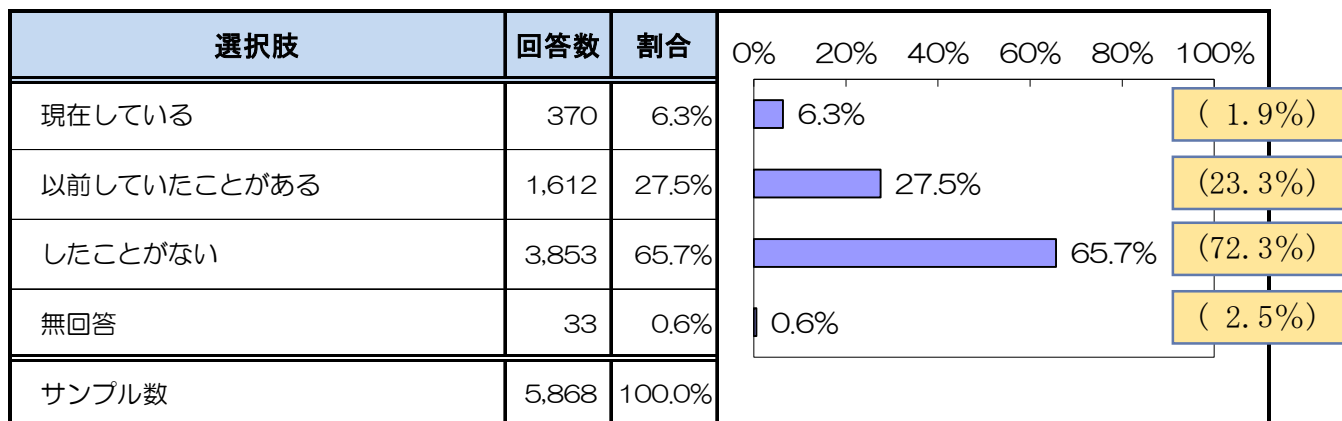 選択肢 回答数 割合
0% 20% 40% 60% 80% 100%
現在している 370 6.3% 6.3% ( 1.9%)
以前していたことがある 1,612 27.5% 27.5% (23.3%)
したことがない 3,853 65.7% 65.7% (72.3%)
無回答 33 0.6% 0.6% ( 2.5%)
サンプル数 5,868 100.0%